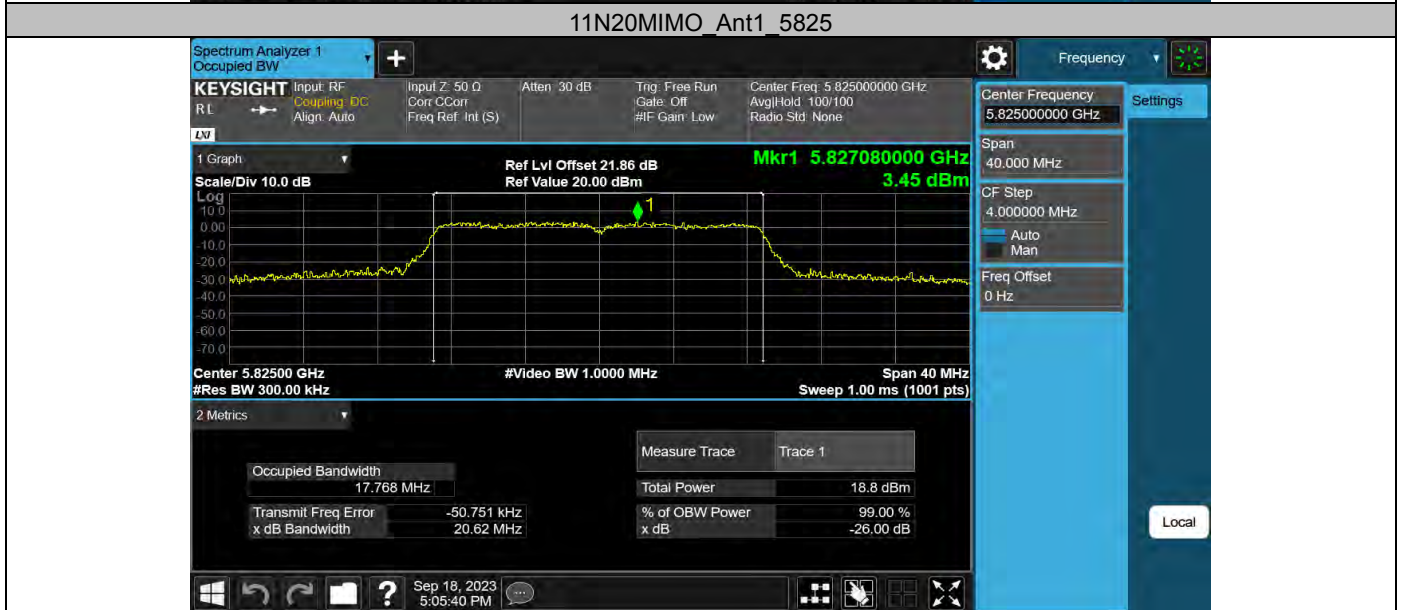 11N20MIMO_Ant1_5825
Spectrum Analyzer 1
Occupied BW
Frequency
KEYSIGHT
RL
LXI
Input: RF
Coupling: DC
Align: Auto
Input Z: 50 Ω
Corr CCorr
Freq Ref: Int (S)
Atten: 30 dB
Trig: Free Run
Gate: Off
#IF Gain: Low
Center Freq: 5.825000000 GHz
Avg|Hold: 100/100
Radio Std: None
1 Graph
Scale/Div 10.0 dB
Ref Lvl Offset 21.86 dB
Ref Value 20.00 dBm
Mkr1 5.827080000 GHz
3.45 dBm
Log
10.0
0.00
-10.0
-20.0
-30.0
-40.0
-50.0
-60.0
-70.0
1
Center 5.82500 GHz
#Res BW 300.00 kHz
#Video BW 1.0000 MHz
Span 40 MHz
Sweep 1.00 ms (1001 pts)
2 Metrics
Measure Trace Trace 1
Occupied Bandwidth
17.768 MHz
Total Power 18.8 dBm
Transmit Freq Error -50.751 kHz
% of OBW Power 99.00 %
x dB Bandwidth 20.62 MHz
x dB -26.00 dB
Center Frequency
5.825000000 GHz
Settings
Span
40.000 MHz
CF Step
4.000000 MHz
Auto
Man
Freq Offset
0 Hz
Local
?
Sep 18, 2023
5:05:40 PM